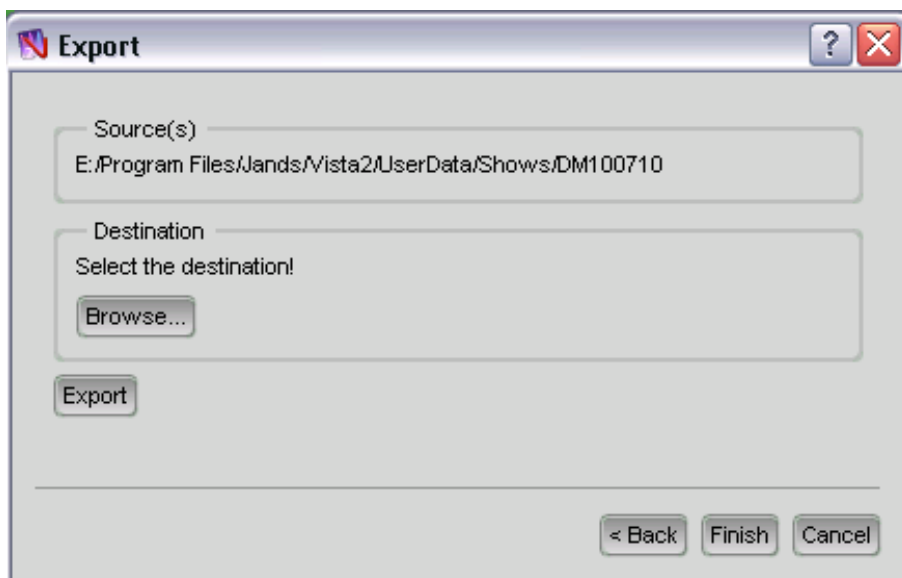 Export
Source(s)
E:/Program Files/Jands/Vista2/UserData/Shows/DM100710
Destination
Select the destination!
Browse...
Export
< Back Finish Cancel